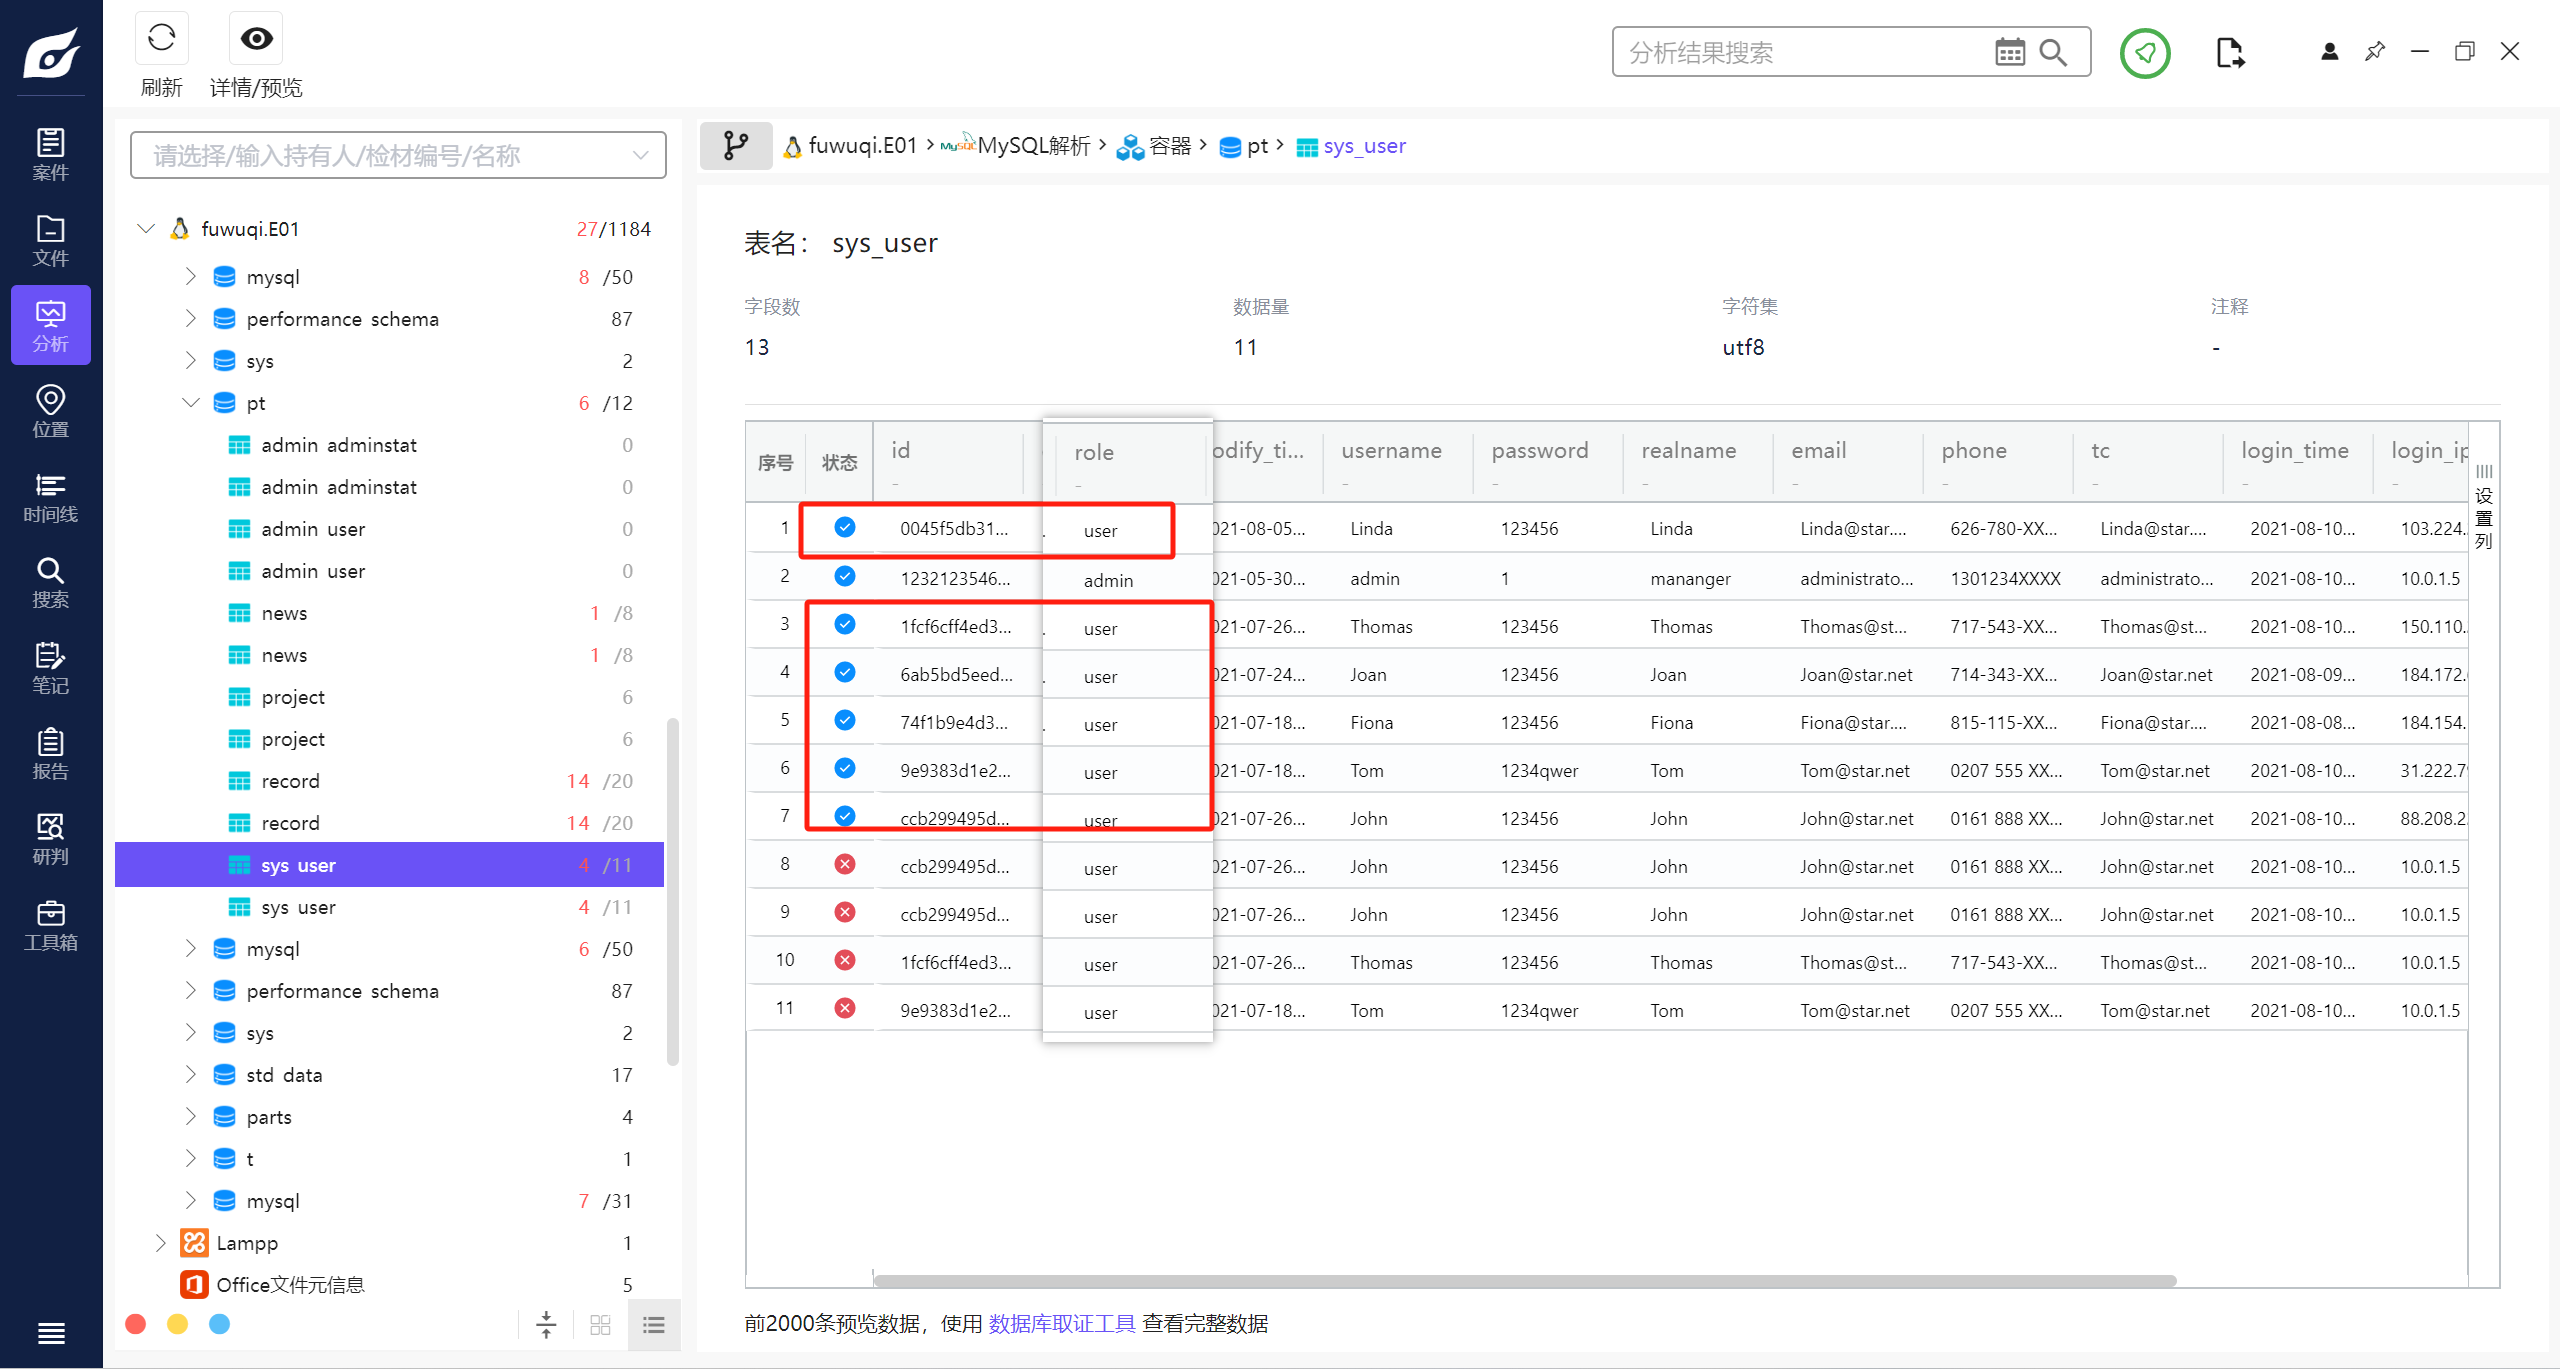 刷新
详情/预览
分析结果搜索
案件
文件
分析
位置
时间线
搜索
笔记
报告
研判
工具箱
请选择/输入持有人/检材编号/名称
fuwuqi.E01 27/1184
mysql 8 /50
performance schema 87
sys 2
pt 6 /12
admin adminstat 0
admin adminstat 0
admin user 0
admin user 0
news 1 /8
news 1 /8
project 6
project 6
record 14 /20
record 14 /20
sys user 4 /11
sys user 4 /11
mysql 6 /50
performance schema 87
sys 2
std data 17
parts 4
t 1
mysql 7 /31
Lampp 1
Office文件元信息 5
fuwuqi.E01 > MySQL MySQL解析 > 容器 > pt > sys_user
表名： sys_user
字段数 数据量 字符集 注释
13 11 utf8 -
序号 状态 id role odify_ti... username password realname email phone tc login_time login_ip
- - - - - - - - - -
设置列
1 0045f5db31... . user 021-08-05... Linda 123456 Linda Linda@star.... 626-780-XX... Linda@star.... 2021-08-10... 103.224.
2 1232123546... admin 021-05-30... admin 1 mananger administrato... 1301234XXXX administrato... 2021-08-10... 10.0.1.5
3 1fcf6cff4ed3... . user 021-07-26... Thomas 123456 Thomas Thomas@st... 717-543-XX... Thomas@st... 2021-08-10... 150.110.
4 6ab5bd5eed... . user 021-07-24... Joan 123456 Joan Joan@star.net 714-343-XX... Joan@star.net 2021-08-09... 184.172.
5 74f1b9e4d3... . user 021-07-18... Fiona 123456 Fiona Fiona@star.... 815-115-XX... Fiona@star.... 2021-08-08... 184.154.
6 9e9383d1e2... user 021-07-18... Tom 1234qwer Tom Tom@star.net 0207 555 XX... Tom@star.net 2021-08-10... 31.222.7
7 ccb299495d... user 021-07-26... John 123456 John John@star.net 0161 888 XX... John@star.net 2021-08-10... 88.208.2
8 ccb299495d... user 021-07-26... John 123456 John John@star.net 0161 888 XX... John@star.net 2021-08-10... 10.0.1.5
9 ccb299495d... user 021-07-26... John 123456 John John@star.net 0161 888 XX... John@star.net 2021-08-10... 10.0.1.5
10 1fcf6cff4ed3... user 021-07-26... Thomas 123456 Thomas Thomas@st... 717-543-XX... Thomas@st... 2021-08-10... 10.0.1.5
11 9e9383d1e2... user 021-07-18... Tom 1234qwer Tom Tom@star.net 0207 555 XX... Tom@star.net 2021-08-10... 10.0.1.5
前2000条预览数据，使用 数据库取证工具 查看完整数据